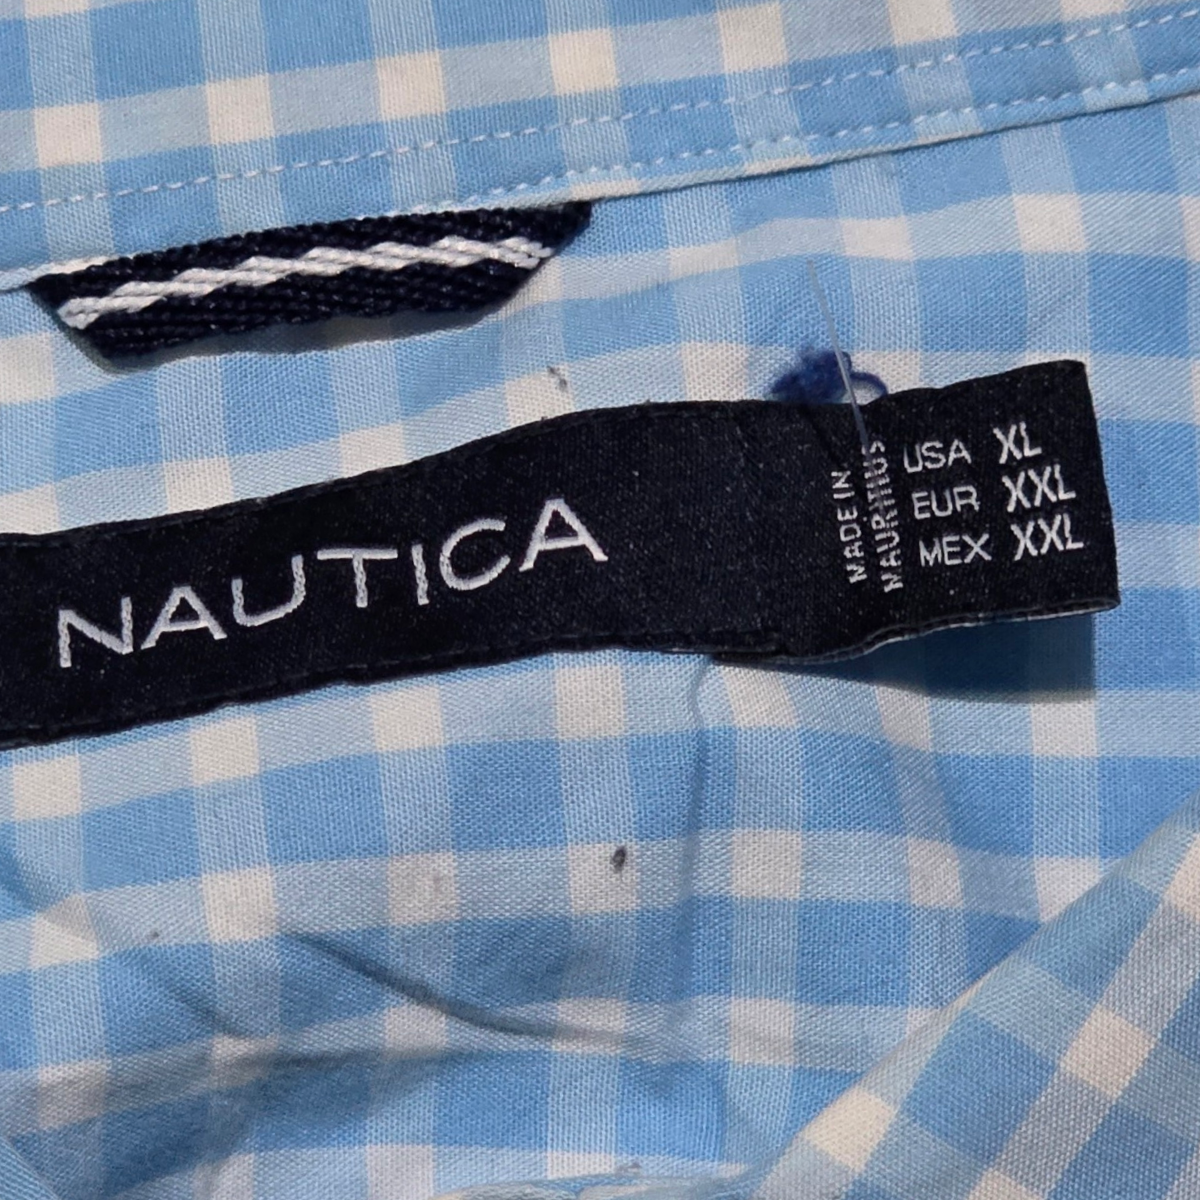 NAUTICA
MADE IN
MAURITIUS
USA XL
EUR XXL
MEX XXL